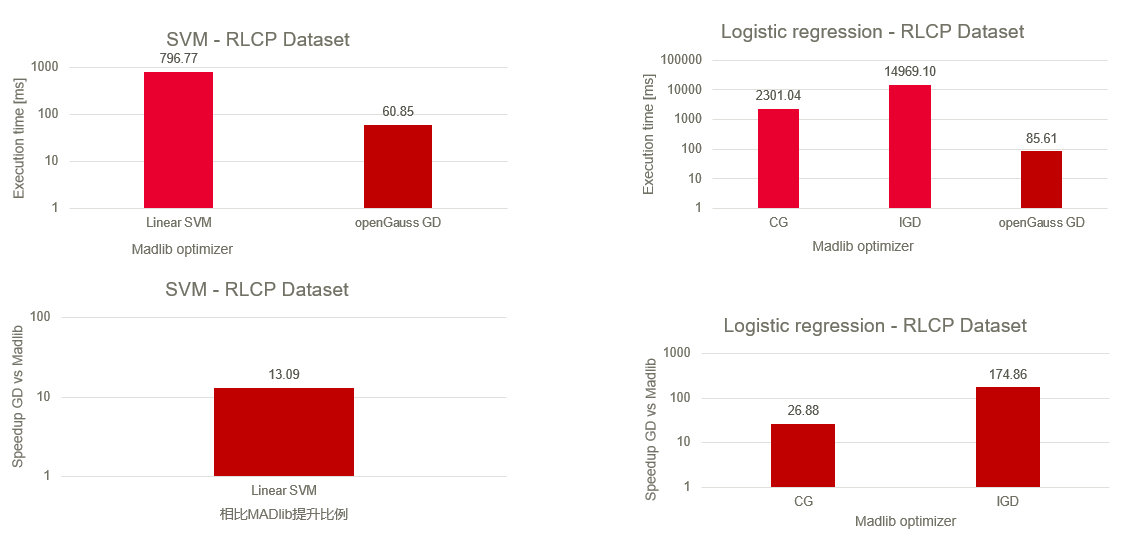 SVM - RLCP Dataset
796.77
1000
100
60.85
10
1
Execution time [ms]
Linear SVM
openGauss GD
Madlib optimizer
Logistic regression - RLCP Dataset
100000
14969.10
10000
2301.04
1000
85.61
100
10
1
Execution time [ms]
CG
IGD
openGauss GD
Madlib optimizer
SVM - RLCP Dataset
100
13.09
10
1
Speedup GD vs Madlib
Linear SVM
相比MADlib提升比例
Logistic regression - RLCP Dataset
1000
174.86
100
26.88
10
1
Speedup GD vs Madlib
CG
IGD
Madlib optimizer